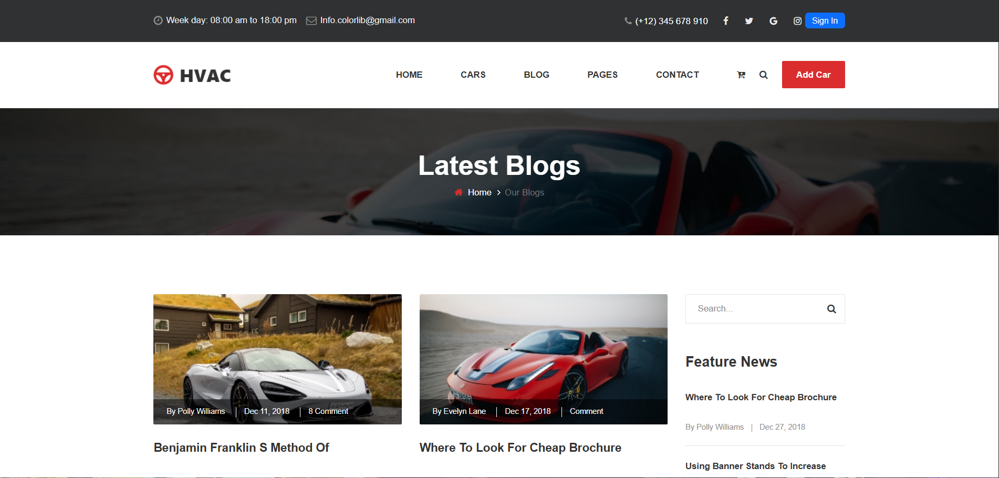 Week day: 08:00 am to 18:00 pm
Info.colorlib@gmail.com
(+12) 345 678 910
Sign In
HVAC
HOME
CARS
BLOG
PAGES
CONTACT
Add Car
Latest Blogs
Home
Our Blogs
By Polly Williams
Dec 11, 2018
8 Comment
Benjamin Franklin S Method Of
By Evelyn Lane
Dec 17, 2018
Comment
Where To Look For Cheap Brochure
Search...
Feature News
Where To Look For Cheap Brochure
By Polly Williams
Dec 27, 2018
Using Banner Stands To Increase